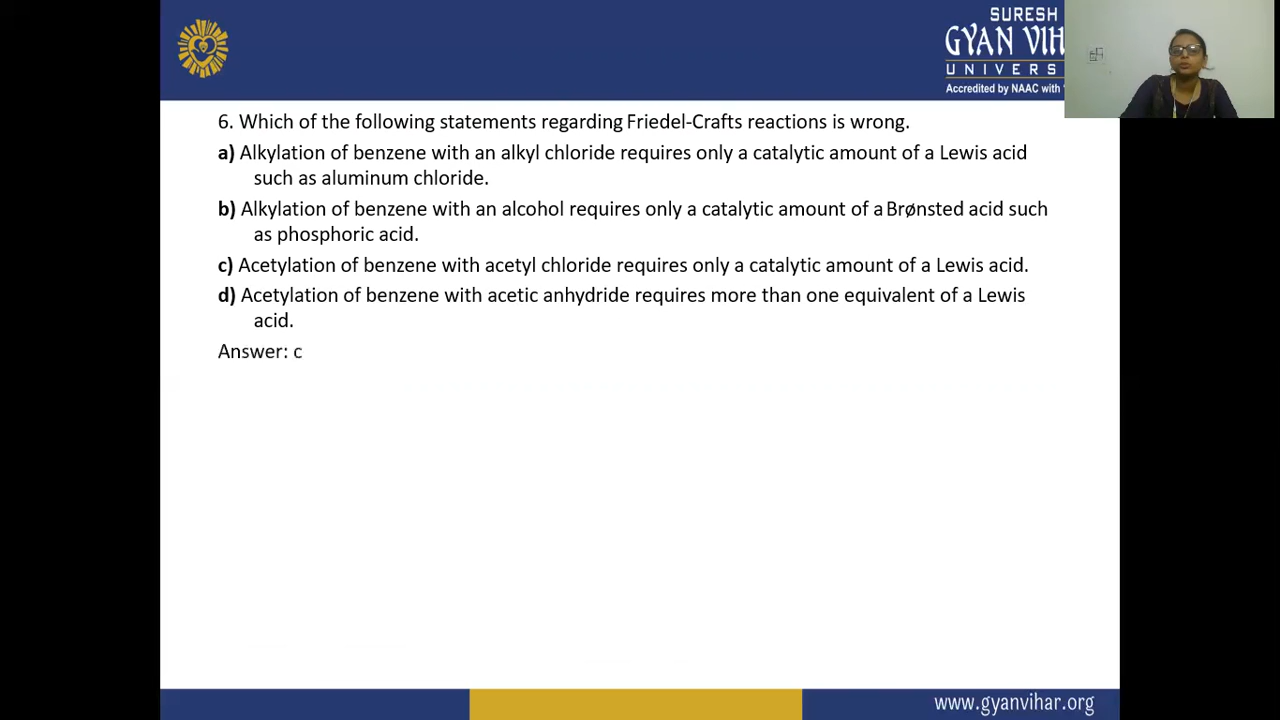 SURESH
GYAN VIH
UNIVERS
Accredited by NAAC with
6. Which of the following statements regarding Friedel-Crafts reactions is wrong.
a) Alkylation of benzene with an alkyl chloride requires only a catalytic amount of a Lewis acid
such as aluminum chloride.
b) Alkylation of benzene with an alcohol requires only a catalytic amount of a Brønsted acid such
as phosphoric acid.
c) Acetylation of benzene with acetyl chloride requires only a catalytic amount of a Lewis acid.
d) Acetylation of benzene with acetic anhydride requires more than one equivalent of a Lewis
acid.
Answer: c
www.gyanvihar.org